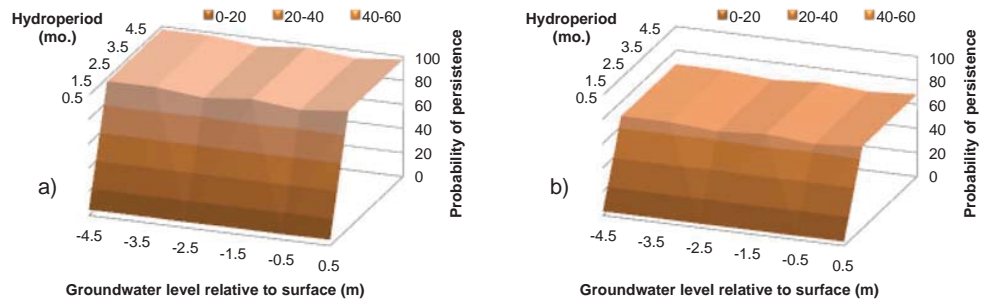 Hydroperiod (mo.)
0-20 20-40 40-60
4.5
3.5
2.5
1.5
0.5
100
80
60
40
20
0
Probability of persistence
a)
-4.5 -3.5 -2.5 -1.5 -0.5 0.5
Groundwater level relative to surface (m)
Hydroperiod (mo.)
0-20 20-40 40-60
4.5
3.5
2.5
1.5
0.5
100
80
60
40
20
0
Probability of persistence
b)
-4.5 -3.5 -2.5 -1.5 -0.5 0.5
Groundwater level relative to surface (m)